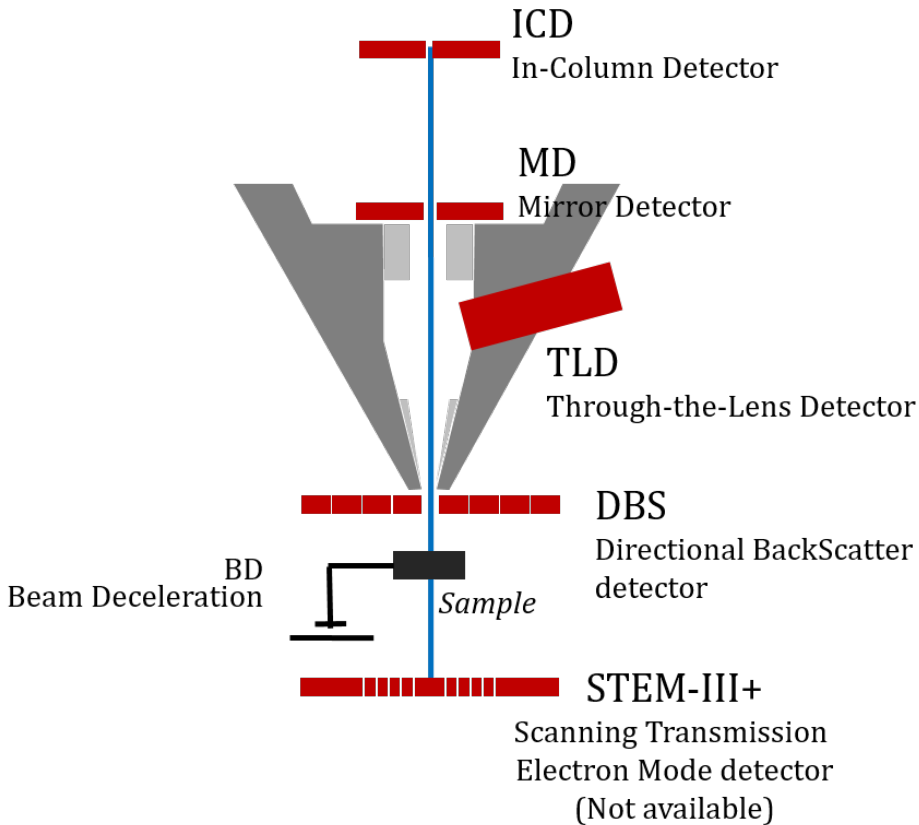 ICD
In-Column Detector
MD
Mirror Detector
TLD
Through-the-Lens Detector
DBS
Directional BackScatter
detector
BD
Beam Deceleration
Sample
STEM-III+
Scanning Transmission
Electron Mode detector
(Not available)